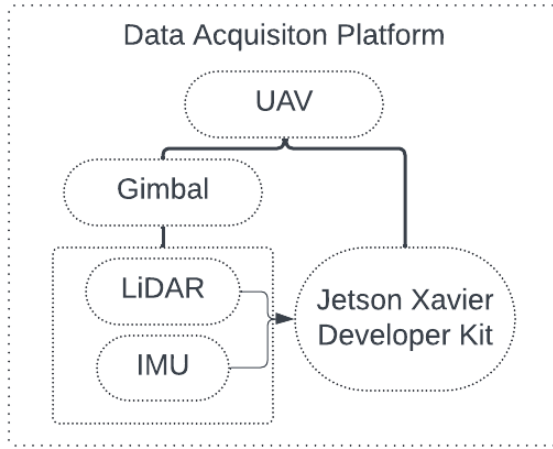 Data Acquisiton Platform
UAV
Gimbal
LiDAR
IMU
Jetson Xavier
Developer Kit